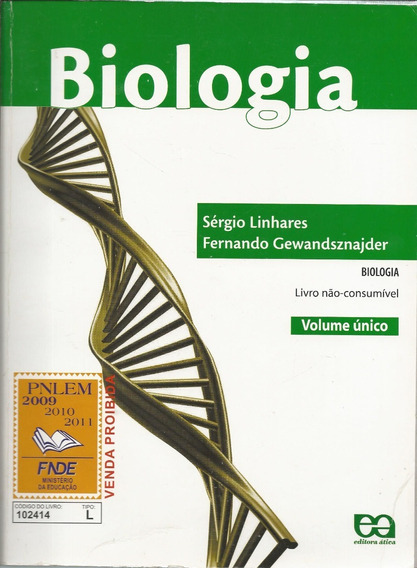 Biologia
Sérgio Linhares
Fernando Gewandsznajder
BIOLOGIA
Livro não-consumível
Volume único
PNLEM
2009
2010
2011
FNDE
MINISTÉRIO
DA EDUCAÇÃO
VENDA PROIBIDA
CÓDIGO DO LIVRO:
TIPO:
102414
L
editora ática